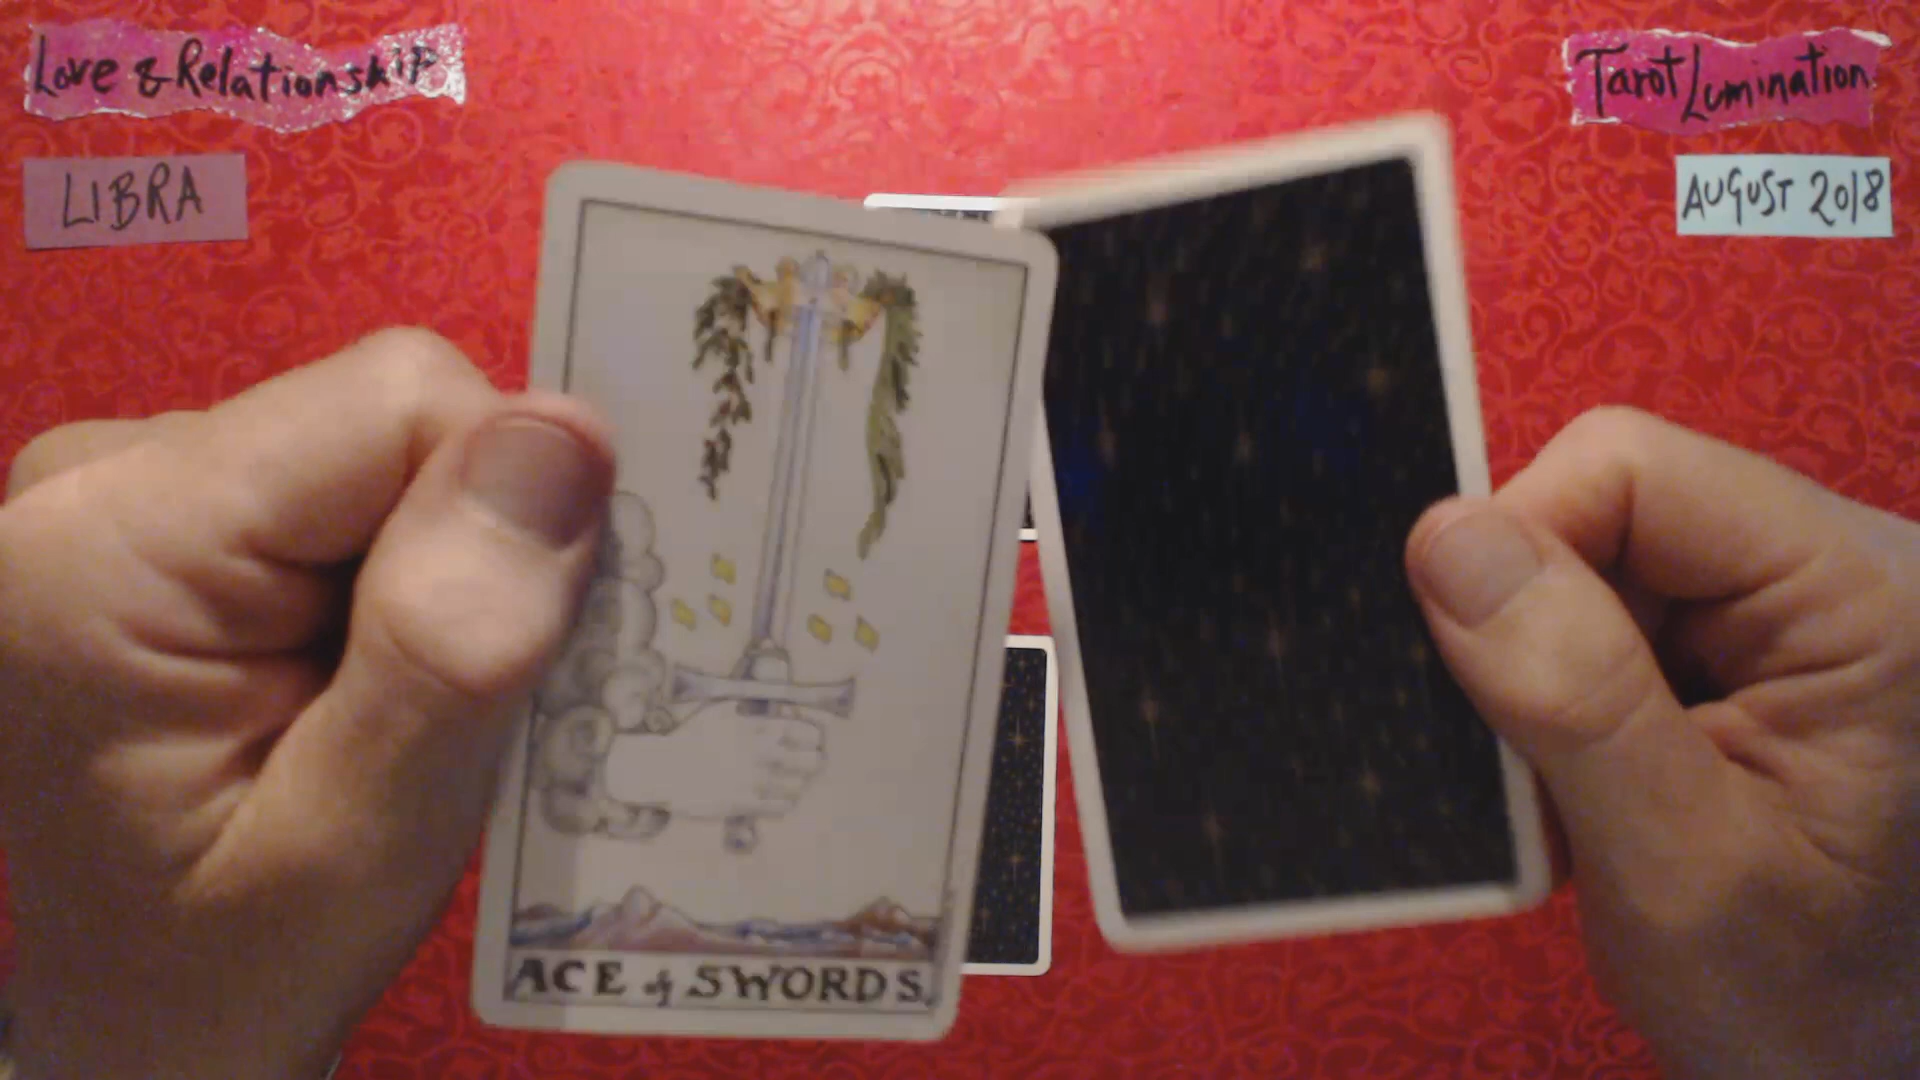 Love & Relationship
Tarot Lumination
LIBRA
AUGUST 2018
ACE of SWORDS.